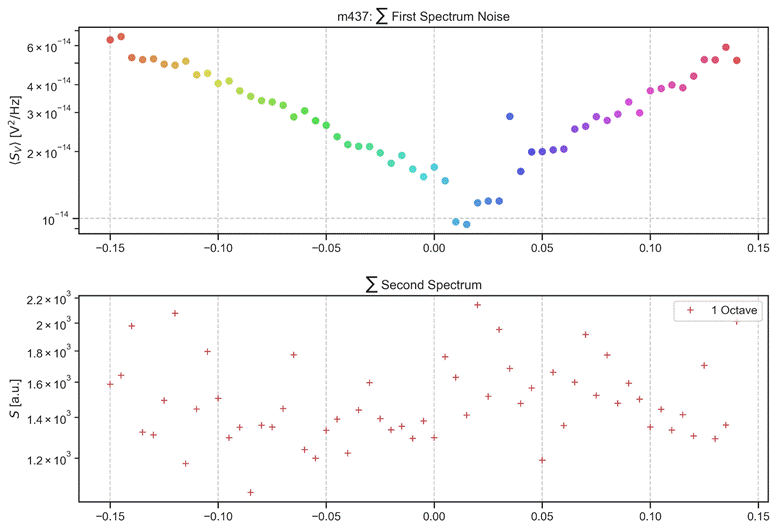 m437: ∑ First Spectrum Noise
⟨S_V⟩ [V²/Hz]
6×10⁻¹⁴
4×10⁻¹⁴
3×10⁻¹⁴
2×10⁻¹⁴
10⁻¹⁴
−0.15 −0.10 −0.05 0.00 0.05 0.10 0.15
∑ Second Spectrum
S [a.u.]
2.2×10³
2×10³
1.8×10³
1.6×10³
1.4×10³
1.2×10³
1 Octave
−0.15 −0.10 −0.05 0.00 0.05 0.10 0.15